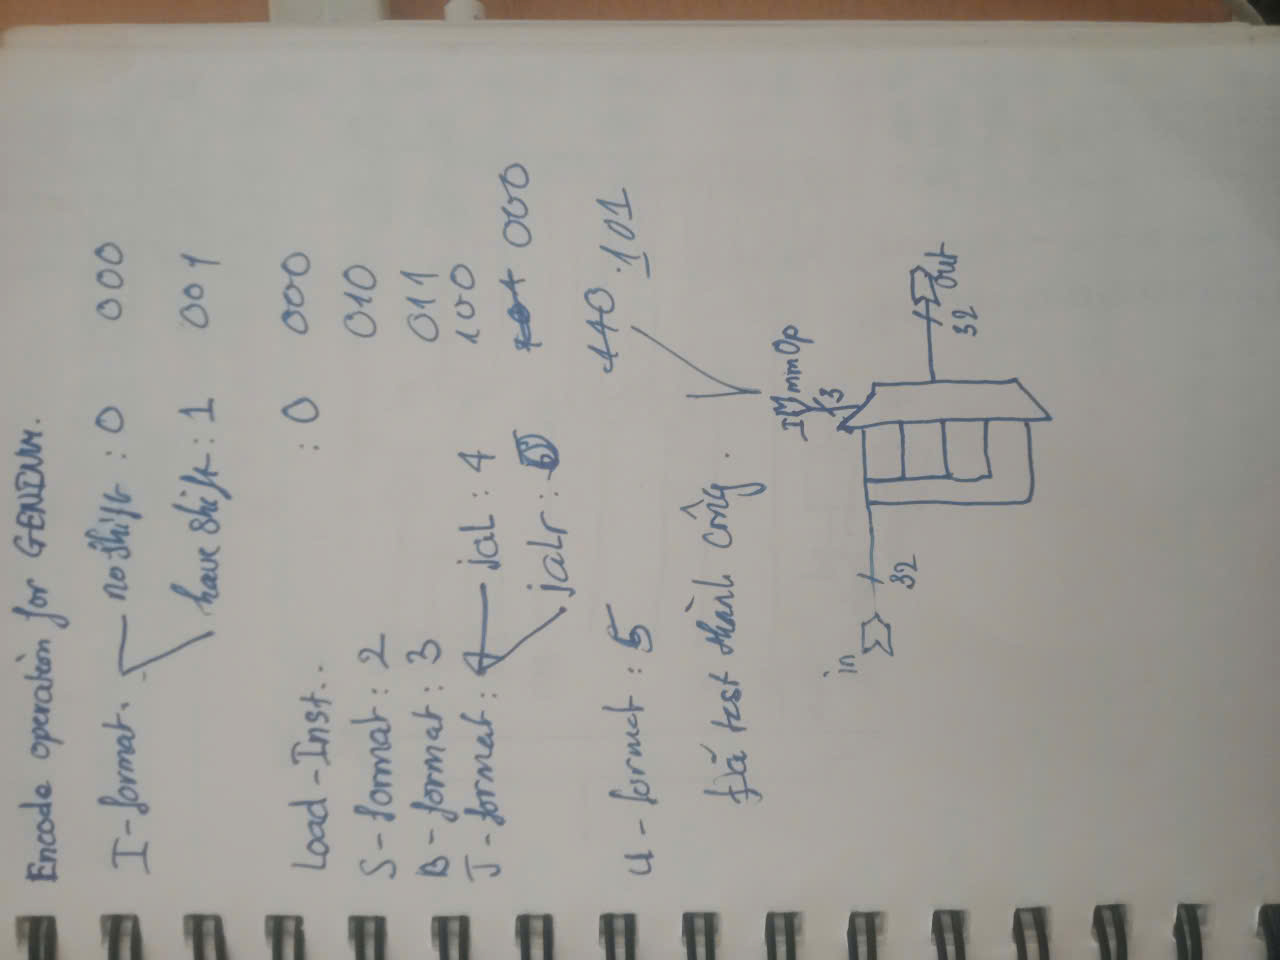 Encode operation for GENIMM.
I-format. no shift : 0 000
have shift : 1 001
Load-Inst.. : 0 000
S-format : 2 010
B-format : 3 011
J-format : jal : 4 100
jalr : 000
U-format : 5 110 . 101
Đã test thành công .
ImmOp
3
in
32
32
out